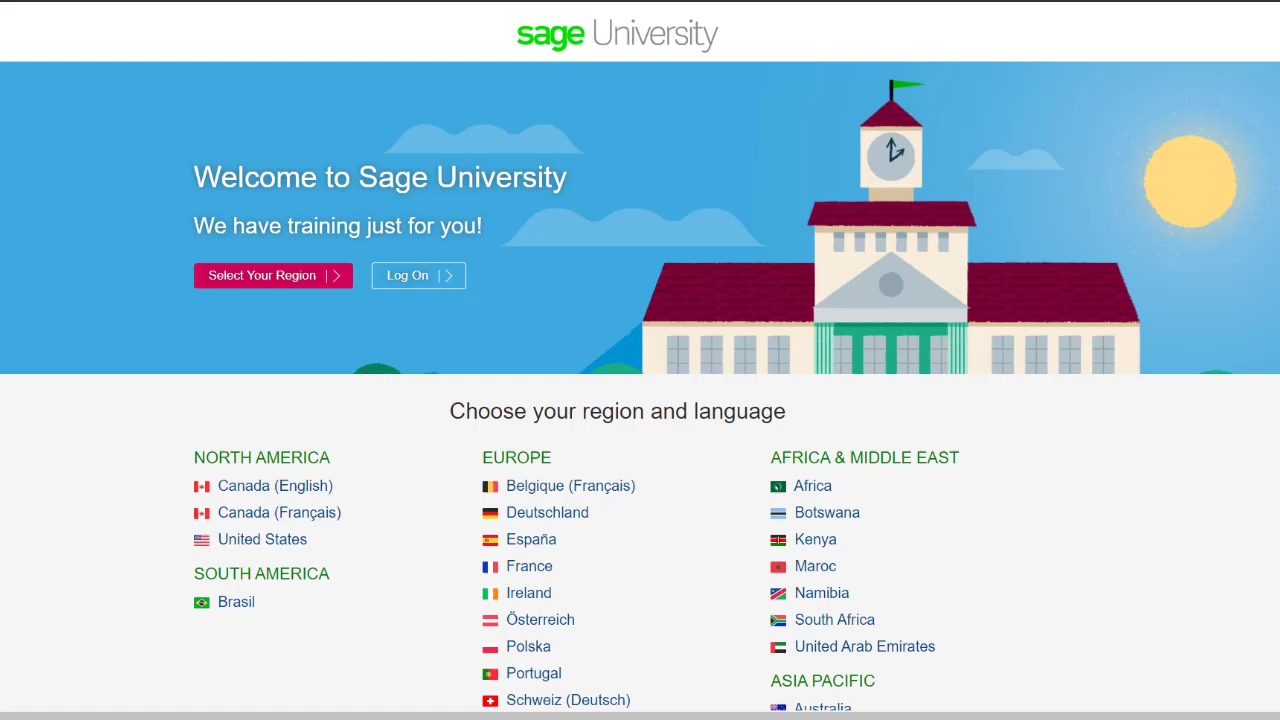 sage University
Welcome to Sage University
We have training just for you!
Select Your Region
Log On
Choose your region and language
NORTH AMERICA
Canada (English)
Canada (Français)
United States
SOUTH AMERICA
Brasil
EUROPE
Belgique (Français)
Deutschland
España
France
Ireland
Österreich
Polska
Portugal
Schweiz (Deutsch)
AFRICA & MIDDLE EAST
Africa
Botswana
Kenya
Maroc
Namibia
South Africa
United Arab Emirates
ASIA PACIFIC
Australia